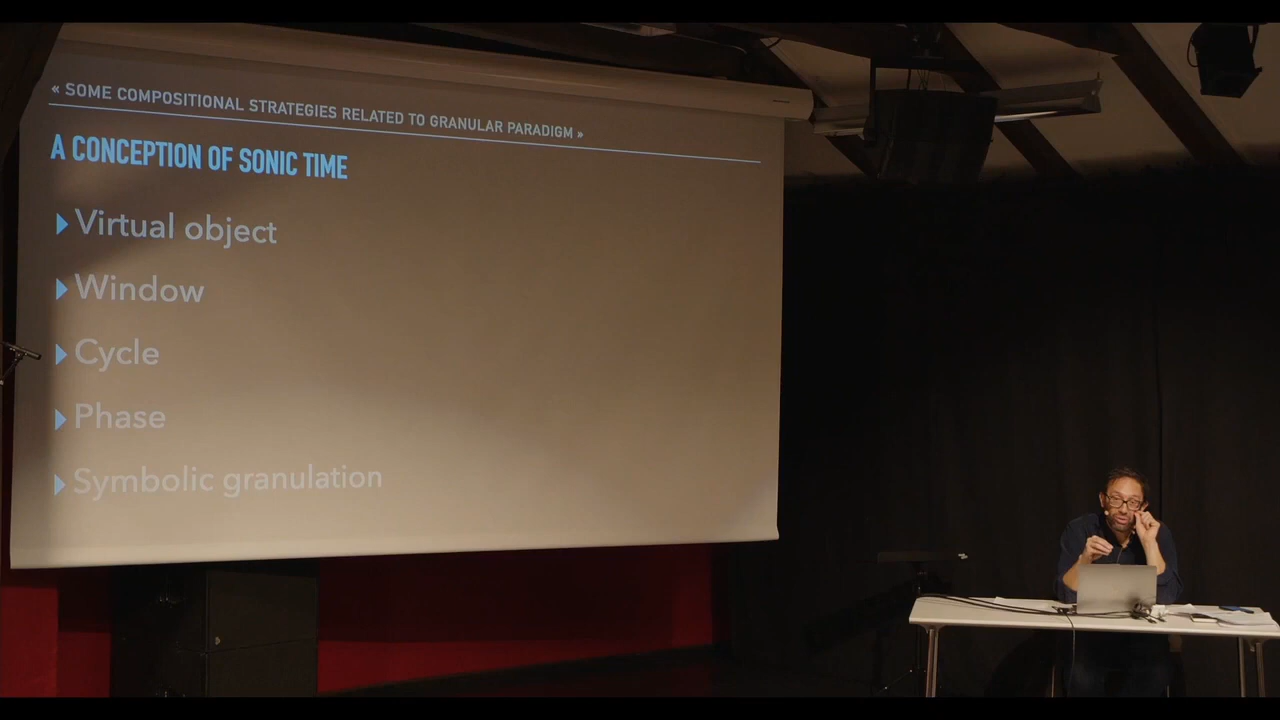 « SOME COMPOSITIONAL STRATEGIES RELATED TO GRANULAR PARADIGM »
A CONCEPTION OF SONIC TIME
Virtual object
Window
Cycle
Phase
Symbolic granulation